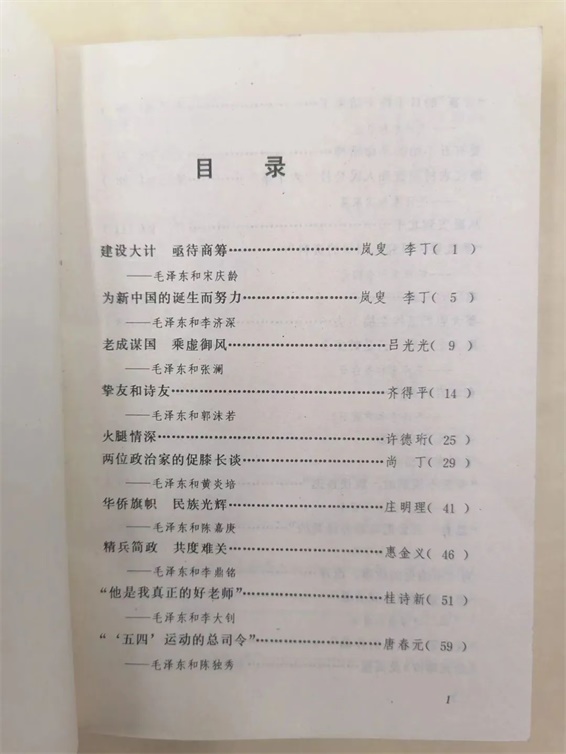 目 录
建设大计 亟待商筹……………………岚叟 李丁(1)
——毛泽东和宋庆龄
为新中国的诞生而努力…………………岚叟 李丁(5)
——毛泽东和李济深
老成谋国 乘虚御风……………………吕光光(9)
——毛泽东和张澜
挚友和诗友……………………………齐得平(14)
——毛泽东和郭沫若
火腿情深………………………………许德珩(25)
两位政治家的促膝长谈…………………尚 丁(29)
——毛泽东和黄炎培
华侨旗帜 民族光辉……………………庄明理(41)
——毛泽东和陈嘉庚
精兵简政 共度难关……………………惠金义(46)
——毛泽东和李鼎铭
“他是我真正的好老师”…………………桂诗新(51)
——毛泽东和李大钊
“‘五四’运动的总司令”…………………唐春元(59)
——毛泽东和陈独秀
1